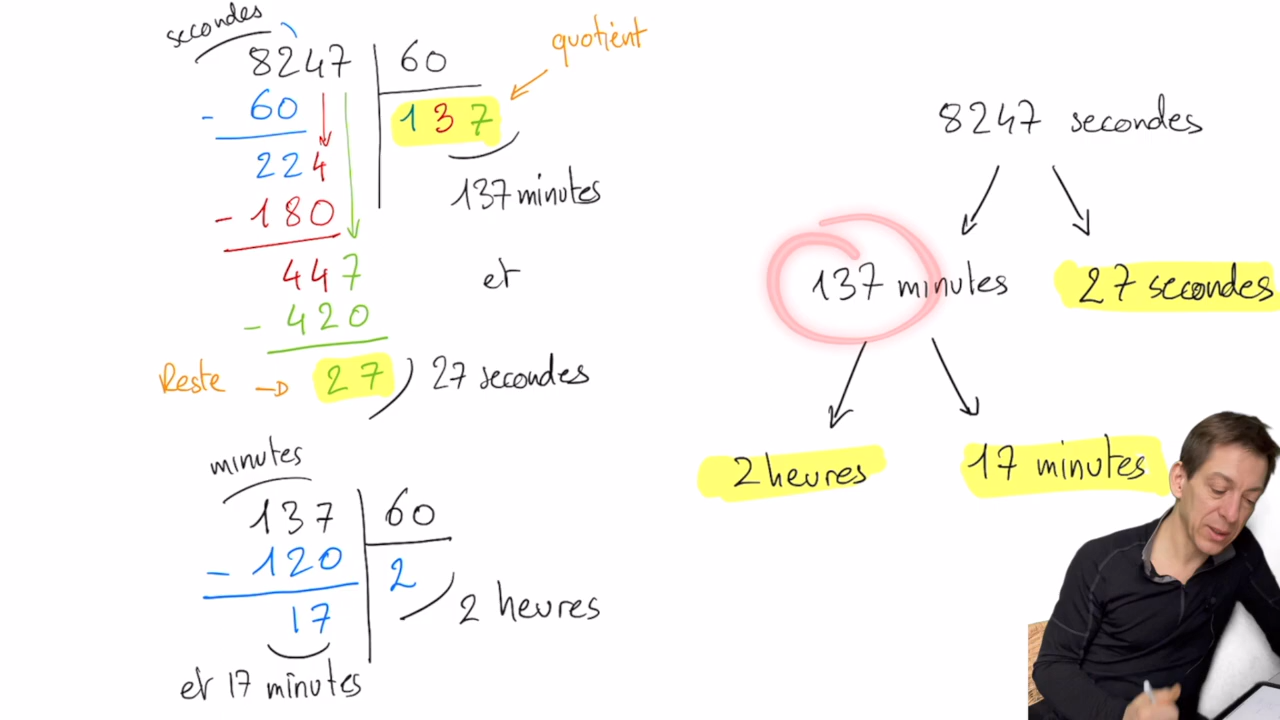 secondes
8247 60
- 60 137
quotient
224
137 minutes
- 180
447
et
- 420
Reste → 27
27 secondes
minutes
137 60
- 120 2
17
2 heures
et 17 minutes
8247 secondes
137 minutes 27 secondes
2 heures 17 minutes